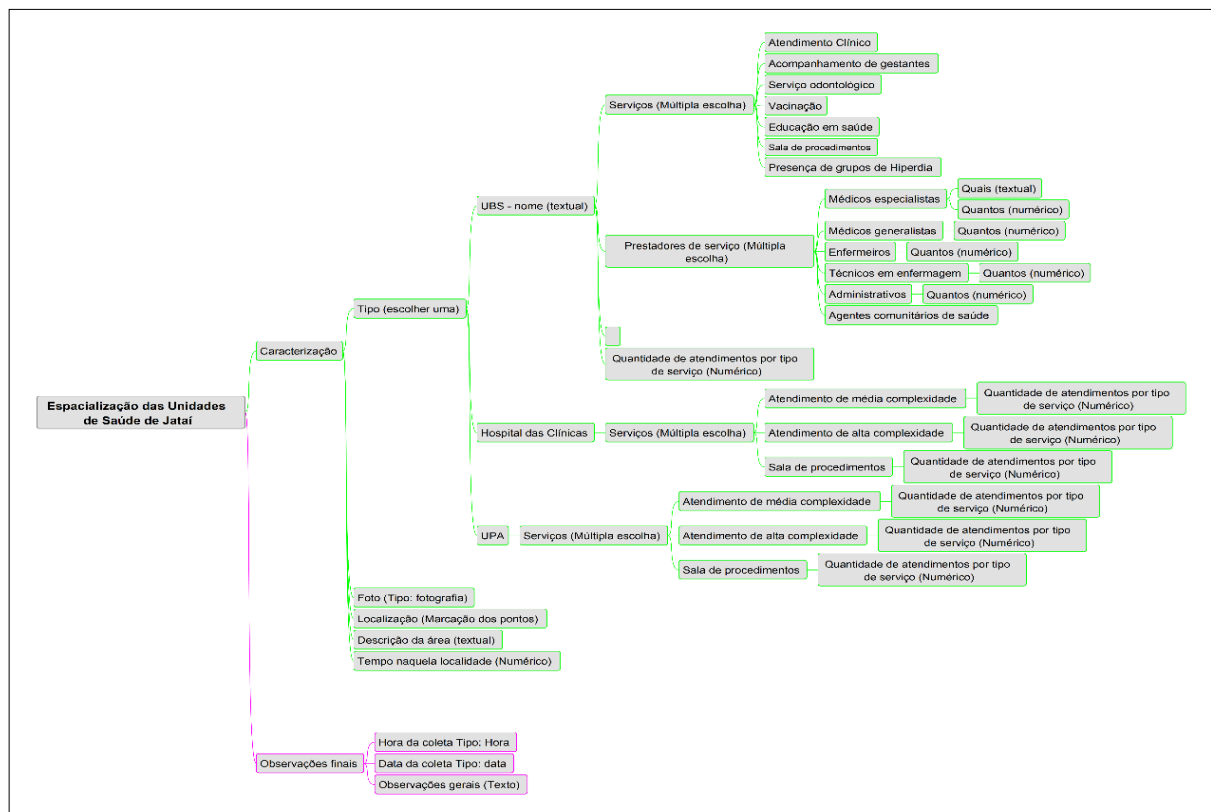 Espacialização das Unidades
de Saúde de Jataí
Caracterização
Tipo (escolher uma)
UBS - nome (textual)
Serviços (Múltipla escolha)
Atendimento Clínico
Acompanhamento de gestantes
Serviço odontológico
Vacinação
Educação em saúde
Sala de procedimentos
Presença de grupos de Hiperdia
Prestadores de serviço (Múltipla
escolha)
Médicos especialistas
Quais (textual)
Quantos (numérico)
Médicos generalistas
Quantos (numérico)
Enfermeiros
Quantos (numérico)
Técnicos em enfermagem
Quantos (numérico)
Administrativos
Quantos (numérico)
Agentes comunitários de saúde
Quantidade de atendimentos por tipo
de serviço (Numérico)
Hospital das Clínicas
Serviços (Múltipla escolha)
Atendimento de média complexidade
Quantidade de atendimentos por tipo
de serviço (Numérico)
Atendimento de alta complexidade
Quantidade de atendimentos por tipo
de serviço (Numérico)
Sala de procedimentos
Quantidade de atendimentos por tipo
de serviço (Numérico)
UPA
Serviços (Múltipla escolha)
Atendimento de média complexidade
Quantidade de atendimentos por tipo
de serviço (Numérico)
Atendimento de alta complexidade
Quantidade de atendimentos por tipo
de serviço (Numérico)
Sala de procedimentos
Quantidade de atendimentos por tipo
de serviço (Numérico)
Foto (Tipo: fotografia)
Localização (Marcação dos pontos)
Descrição da área (textual)
Tempo naquela localidade (Numérico)
Observações finais
Hora da coleta Tipo: Hora
Data da coleta Tipo: data
Observações gerais (Texto)